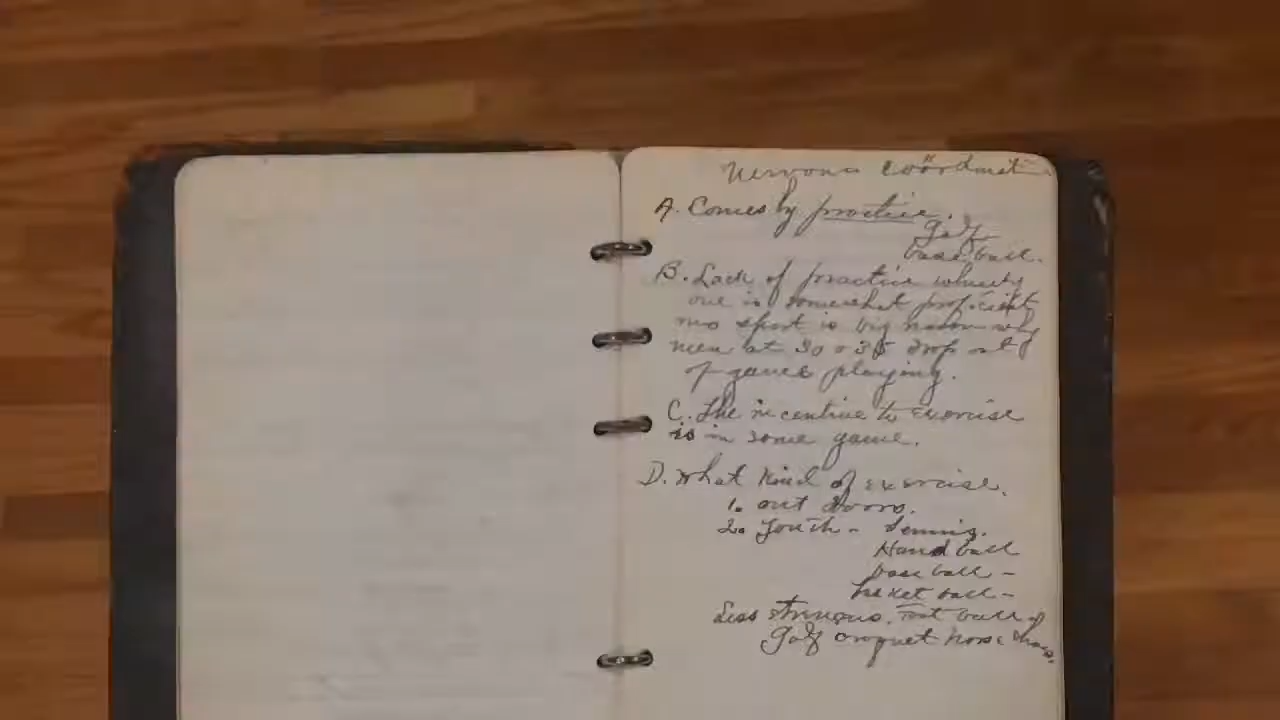 Nervous coördinat
A. Comes by practice.
golf
base ball.
B. Lack of practice whereby
one is somewhat proficient
sport is big reason why
men at 30 or 35 drop out
of game playing.
C. The incentive to exercise
is in some game.
D. What kind of exercise.
1. out doors.
2. Youth - Tennis.
Hand ball
base ball -
basket ball -
Less strenuous. Foot ball
Golf croquet horse shoes.